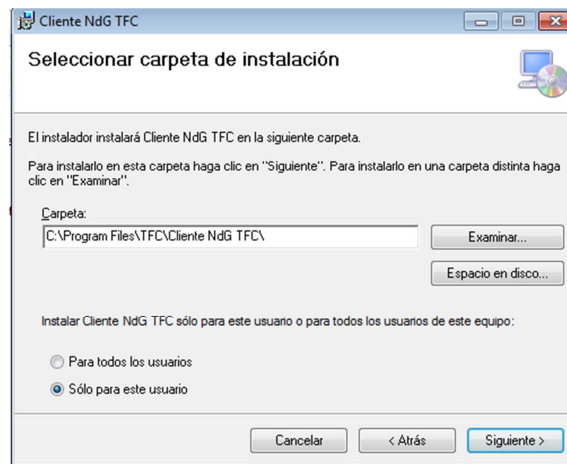 Cliente NdG TFC
Seleccionar carpeta de instalación
El instalador instalará Cliente NdG TFC en la siguiente carpeta.
Para instalarlo en esta carpeta haga clic en "Siguiente". Para instalarlo en una carpeta distinta haga
clic en "Examinar".
Carpeta:
C:\Program Files\TFC\Cliente NdG TFC\
Examinar...
Espacio en disco...
Instalar Cliente NdG TFC sólo para este usuario o para todos los usuarios de este equipo:
Para todos los usuarios
Sólo para este usuario
Cancelar
< Atrás
Siguiente >